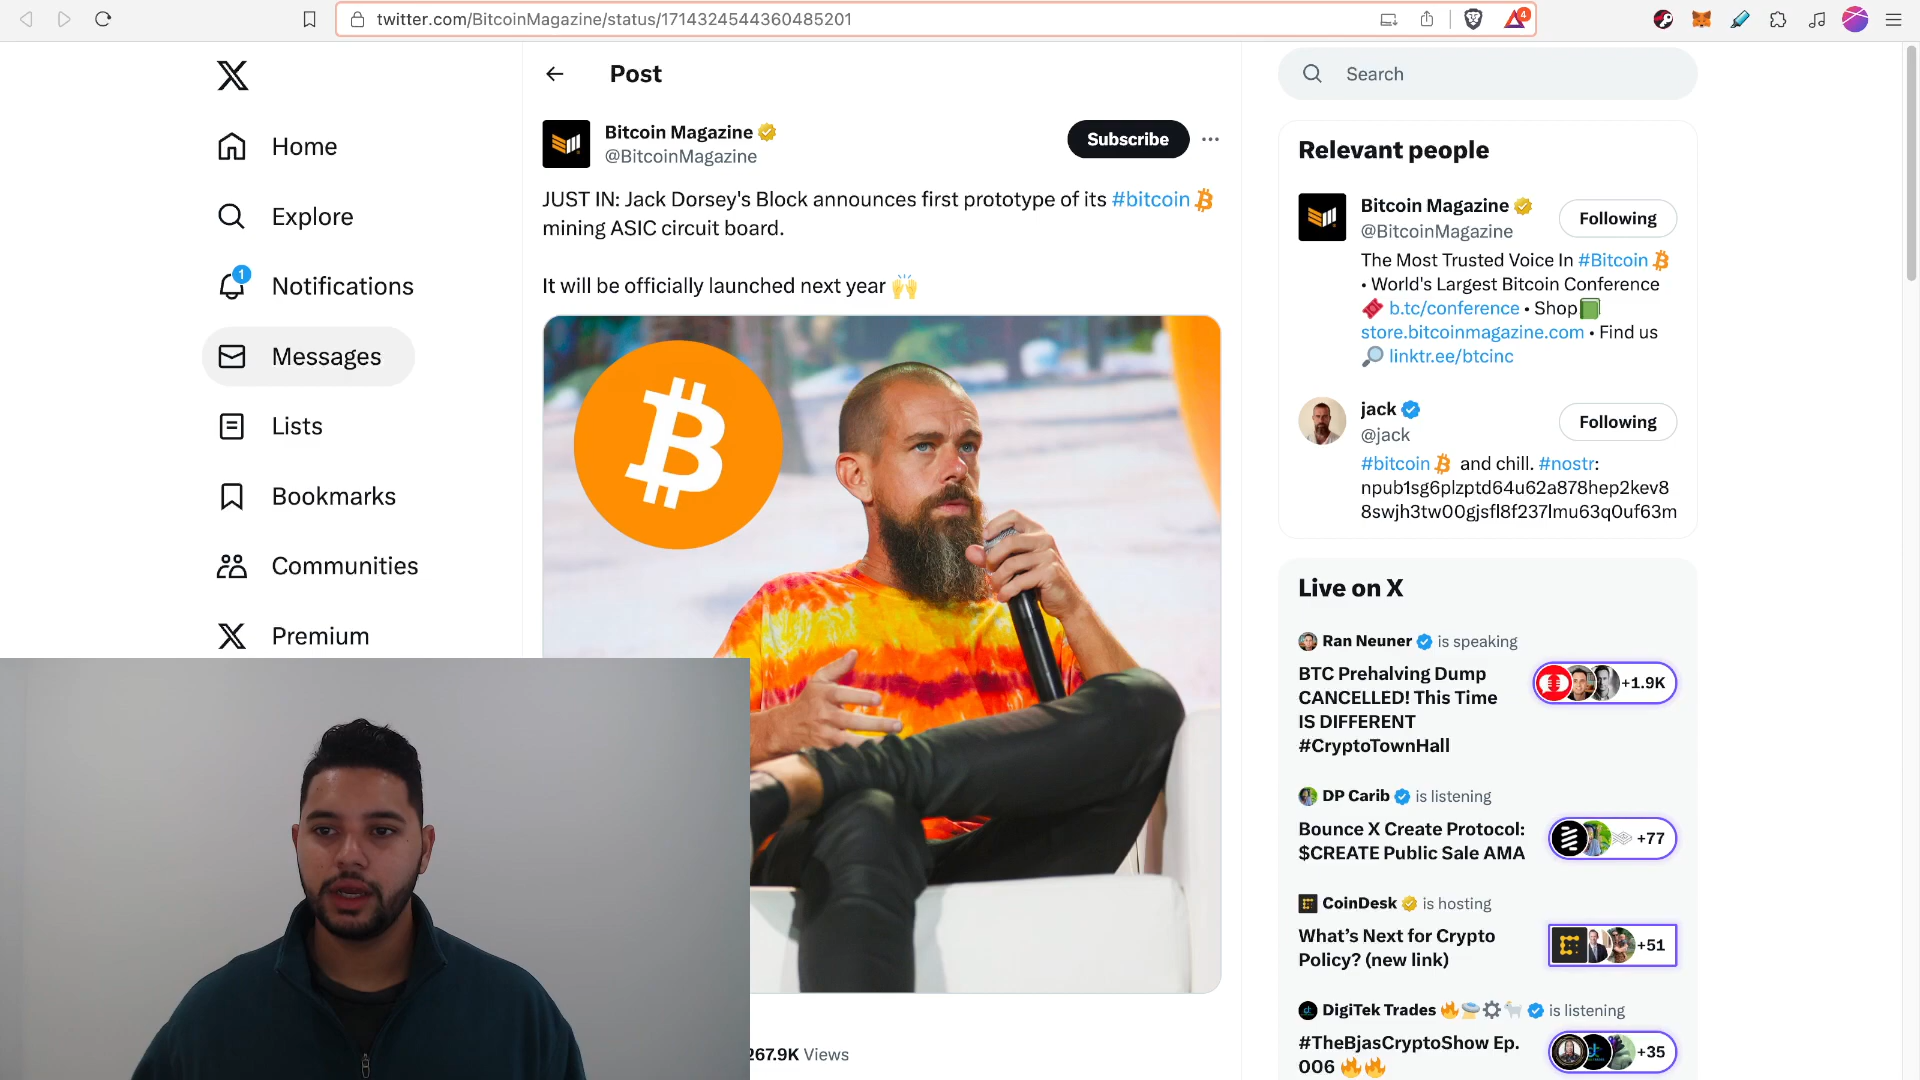 twitter.com/BitcoinMagazine/status/1714324544360485201
4
Post
Search
Home
Explore
1
Notifications
Messages
Lists
Bookmarks
Communities
Premium
Bitcoin Magazine
@BitcoinMagazine
Subscribe
JUST IN: Jack Dorsey's Block announces first prototype of its #bitcoin
mining ASIC circuit board.
It will be officially launched next year 🙌
267.9K Views
Relevant people
Bitcoin Magazine
Following
@BitcoinMagazine
The Most Trusted Voice In #Bitcoin
• World's Largest Bitcoin Conference
🎟️ b.tc/conference • Shop📗
store.bitcoinmagazine.com • Find us
🔎 linktr.ee/btcinc
jack
Following
@jack
#bitcoin and chill. #nostr:
npub1sg6plzptd64u62a878hep2kev8
8swjh3tw00gjsfl8f237lmu63q0uf63m
Live on X
Ran Neuner is speaking
BTC Prehalving Dump
CANCELLED! This Time
IS DIFFERENT
#CryptoTownHall
+1.9K
DP Carib is listening
Bounce X Create Protocol:
$CREATE Public Sale AMA
+77
CoinDesk is hosting
What's Next for Crypto
Policy? (new link)
+51
DigiTek Trades is listening
#TheBjasCryptoShow Ep.
006 🔥🔥
+35